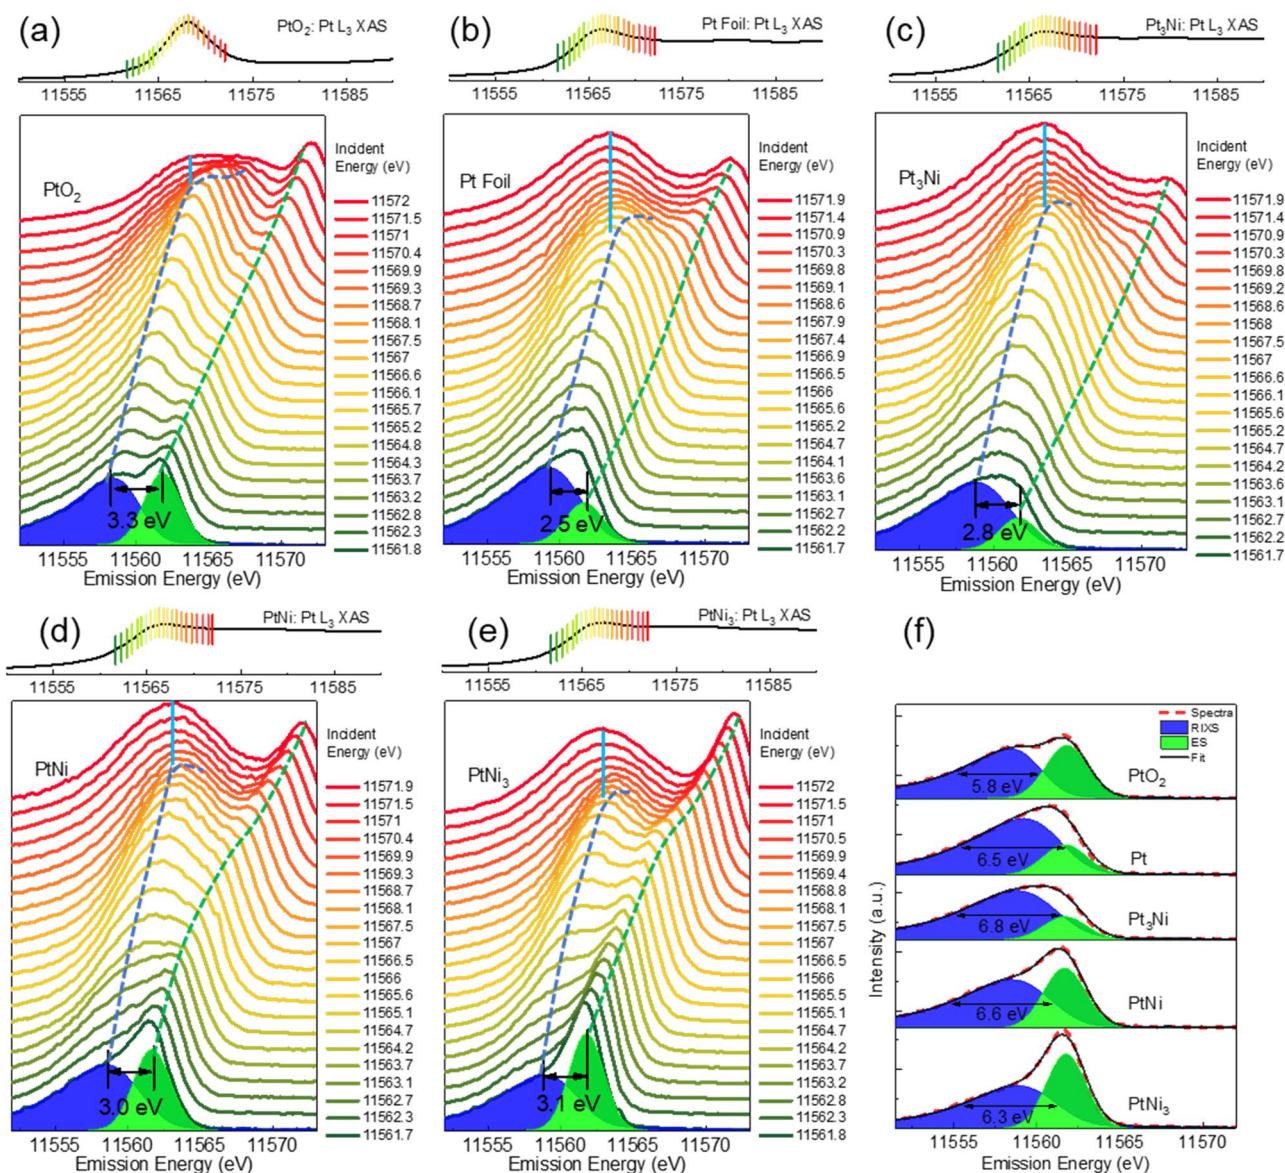 (a)
PtO2: Pt L3 XAS
11555 11565 11575 11585
PtO2
Incident
Energy (eV)
11572
11571.5
11571
11570.4
11569.9
11569.3
11568.7
11568.1
11567.5
11567
11566.6
11566.1
11565.7
11565.2
11564.8
11564.3
11563.7
11563.2
11562.8
11562.3
11561.8
3.3 eV
11555 11560 11565 11570
Emission Energy (eV)
(b)
Pt Foil: Pt L3 XAS
11555 11565 11575 11585
Pt Foil
Incident
Energy (eV)
11571.9
11571.4
11570.9
11570.3
11569.8
11569.1
11568.6
11567.9
11567.4
11566.9
11566.5
11566
11565.6
11565.2
11564.7
11564.1
11563.6
11563.1
11562.7
11562.2
11561.7
2.5 eV
11555 11560 11565 11570
Emission Energy (eV)
(c)
Pt3Ni: Pt L3 XAS
11555 11565 11575 11585
Pt3Ni
Incident
Energy (eV)
11571.9
11571.4
11570.9
11570.3
11569.8
11569.2
11568.6
11568
11567.5
11567
11566.6
11566.1
11565.6
11565.2
11564.7
11564.2
11563.6
11563.1
11562.7
11562.2
11561.7
2.8 eV
11555 11560 11565 11570
Emission Energy (eV)
(d)
PtNi: Pt L3 XAS
11555 11565 11575 11585
PtNi
Incident
Energy (eV)
11571.9
11571.5
11571
11570.4
11569.9
11569.3
11568.7
11568.1
11567.5
11567
11566.5
11566
11565.6
11565.1
11564.7
11564.2
11563.7
11563.1
11562.8
11562.3
11561.7
3.0 eV
11555 11560 11565 11570
Emission Energy (eV)
(e)
PtNi3: Pt L3 XAS
11555 11565 11575 11585
PtNi3
Incident
Energy (eV)
11572
11571.5
11571
11570.5
11569.9
11569.4
11568.8
11568.1
11567.5
11567
11566.5
11566
11565.5
11565.1
11564.7
11564.2
11563.7
11563.2
11562.8
11562.3
11561.8
3.1 eV
11555 11560 11565 11570
Emission Energy (eV)
(f)
Spectra
RIXS
ES
Fit
PtO2
5.8 eV
Pt
6.5 eV
Pt3Ni
6.8 eV
PtNi
6.6 eV
PtNi3
6.3 eV
Intensity (a.u.)
11555 11560 11565 11570
Emission Energy (eV)